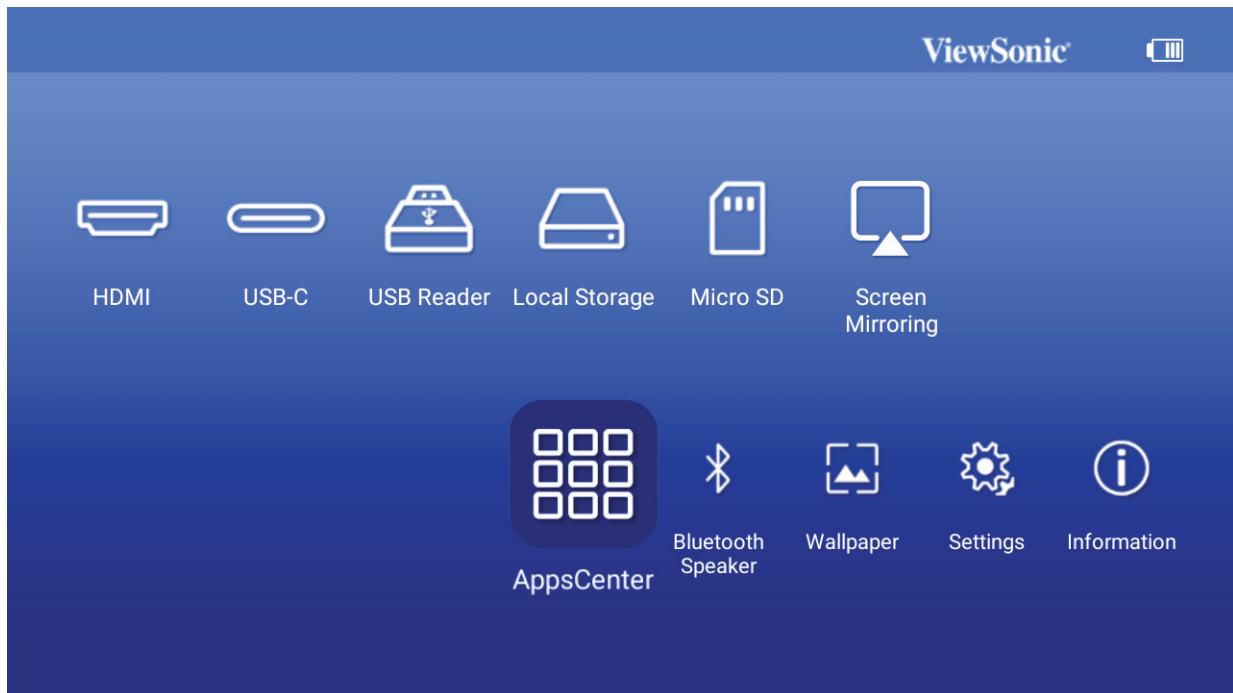 ViewSonic®
HDMI
USB-C
USB Reader
Local Storage
Micro SD
Screen
Mirroring
AppsCenter
Bluetooth
Speaker
Wallpaper
Settings
Information